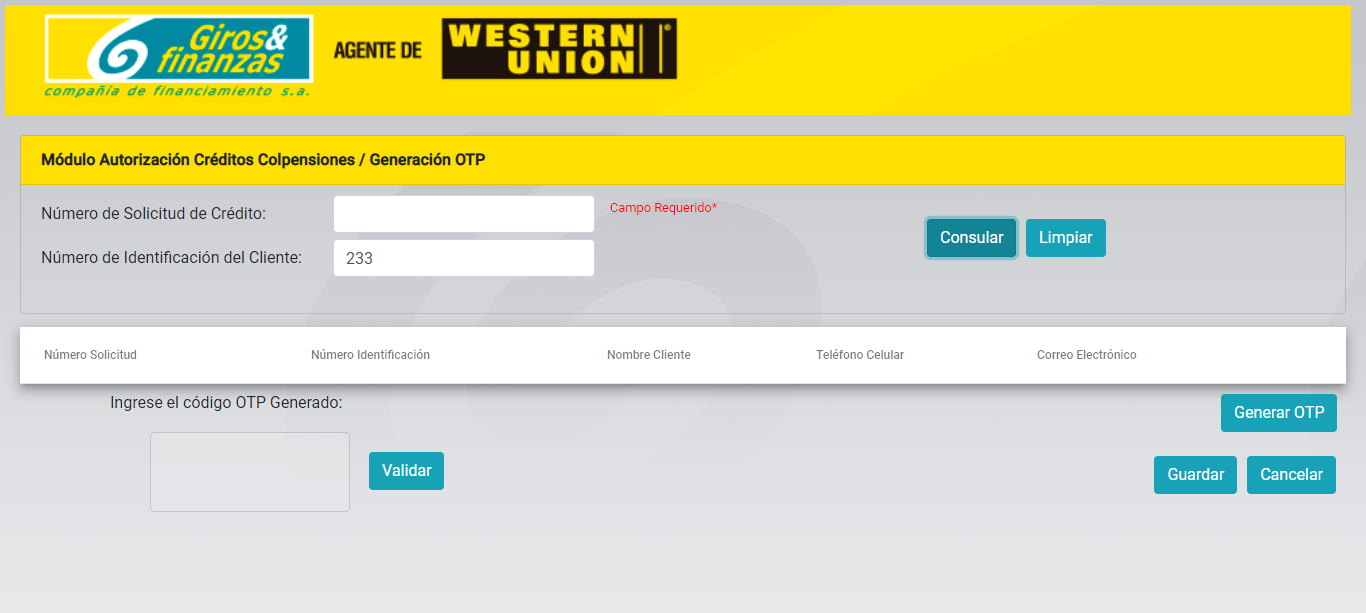 Giros&
finanzas
compañía de financiamiento s.a.
AGENTE DE
WESTERN
UNION
Módulo Autorización Créditos Colpensiones / Generación OTP
Número de Solicitud de Crédito:
Campo Requerido*
Número de Identificación del Cliente:
233
Consular
Limpiar
Número Solicitud
Número Identificación
Nombre Cliente
Teléfono Celular
Correo Electrónico
Ingrese el código OTP Generado:
Generar OTP
Validar
Guardar
Cancelar